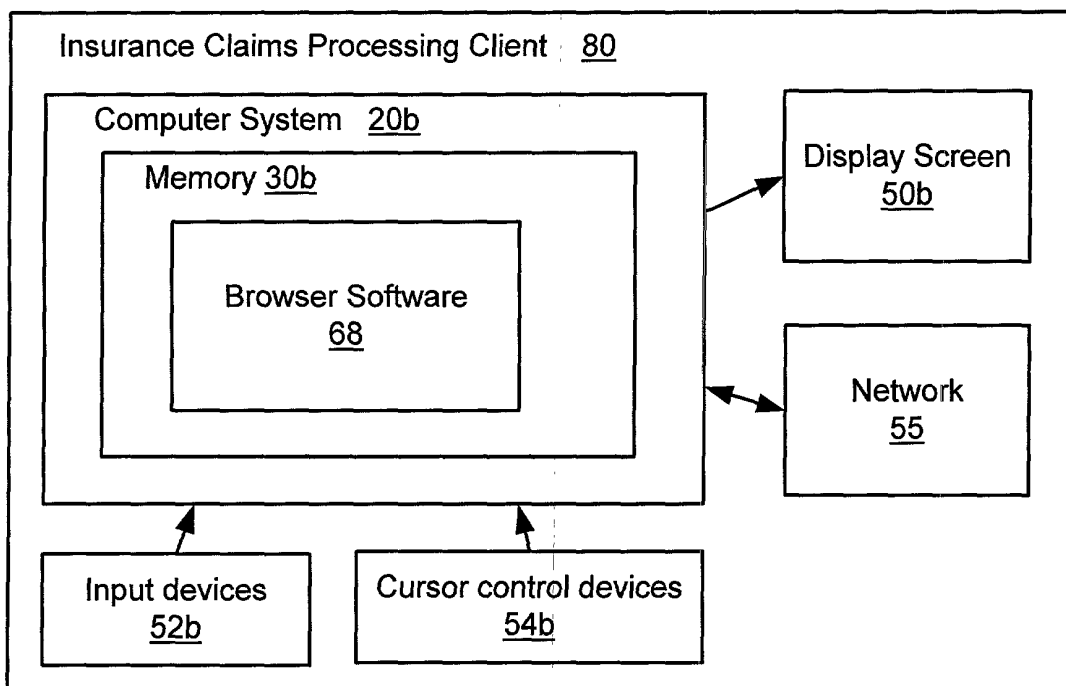 Insurance Claims Processing Client 80
Computer System 20b
Memory 30b
Browser Software
68
Display Screen
50b
Network
55
Input devices
52b
Cursor control devices
54b